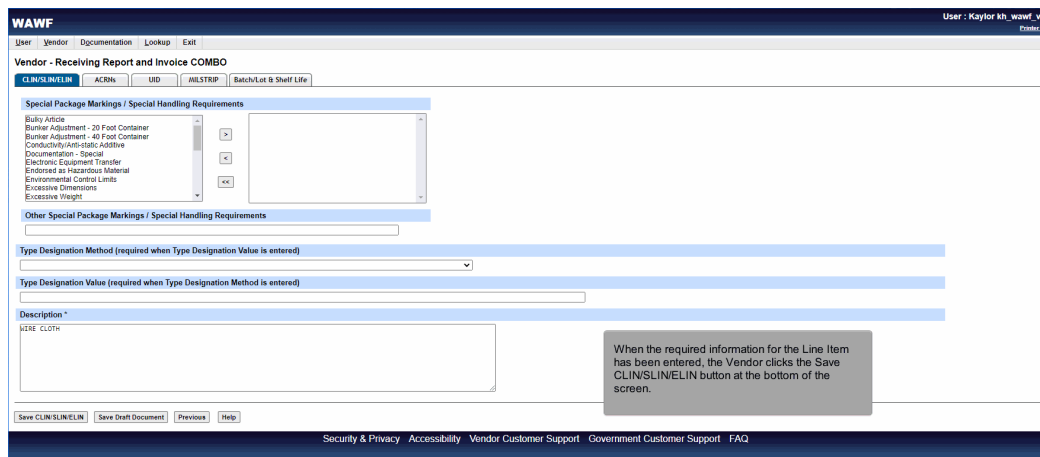 User : Kaylor kh_wawf_v
WAWF
Printer
User Vendor Documentation Lookup Exit
Vendor - Receiving Report and Invoice COMBO
CLIN/SLIN/ELIN ACRNs UID MILSTRIP Batch/Lot & Shelf Life
Special Package Markings / Special Handling Requirements
Bulky Article
Bunker Adjustment - 20 Foot Container
Bunker Adjustment - 40 Foot Container
Conductivity/Anti-static Additive
Documentation - Special
Electronic Equipment Transfer
Endorsed as Hazardous Material
Environmental Control Limits
Excessive Dimensions
Excessive Weight
>
<
<<
Other Special Package Markings / Special Handling Requirements
Type Designation Method (required when Type Designation Value is entered)
Type Designation Value (required when Type Designation Method is entered)
Description *
WIRE CLOTH
When the required information for the Line Item
has been entered, the Vendor clicks the Save
CLIN/SLIN/ELIN button at the bottom of the
screen.
Save CLIN/SLIN/ELIN Save Draft Document Previous Help
Security & Privacy Accessibility Vendor Customer Support Government Customer Support FAQ